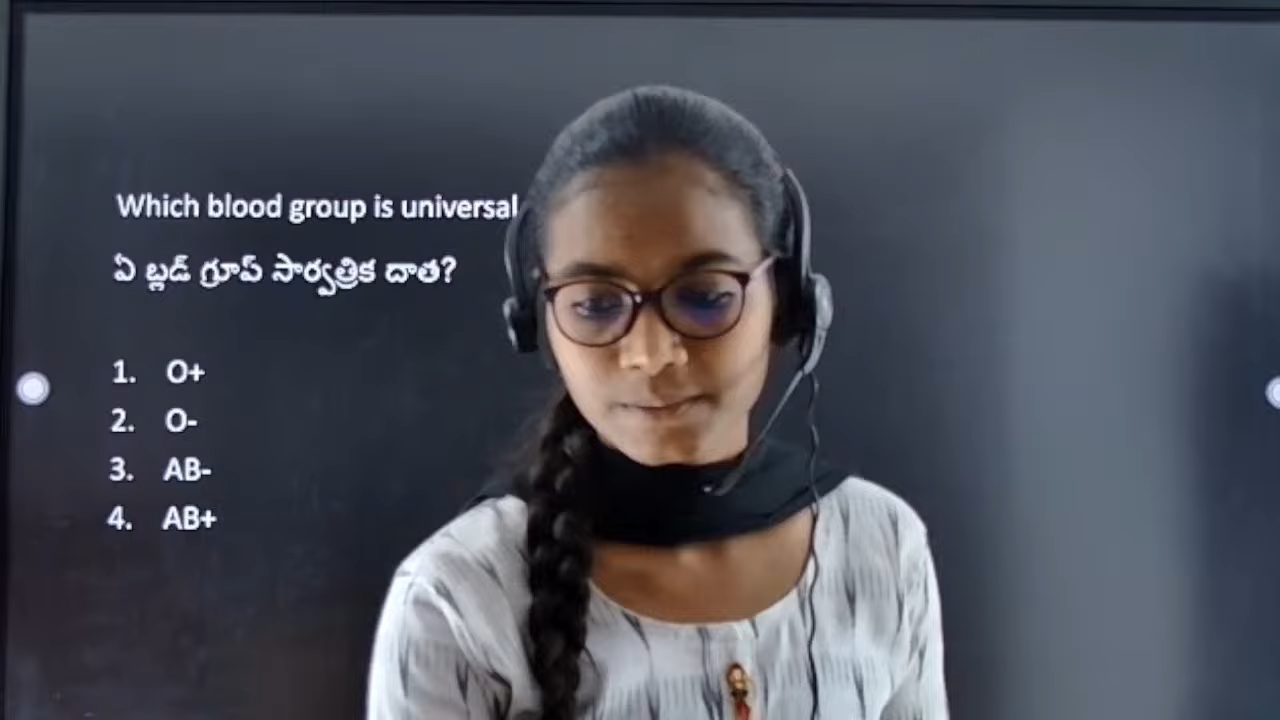 Which blood group is universal
ఏ బ్లడ్ గ్రూప్ సార్వత్రిక దాత?
1. O+
2. O-
3. AB-
4. AB+